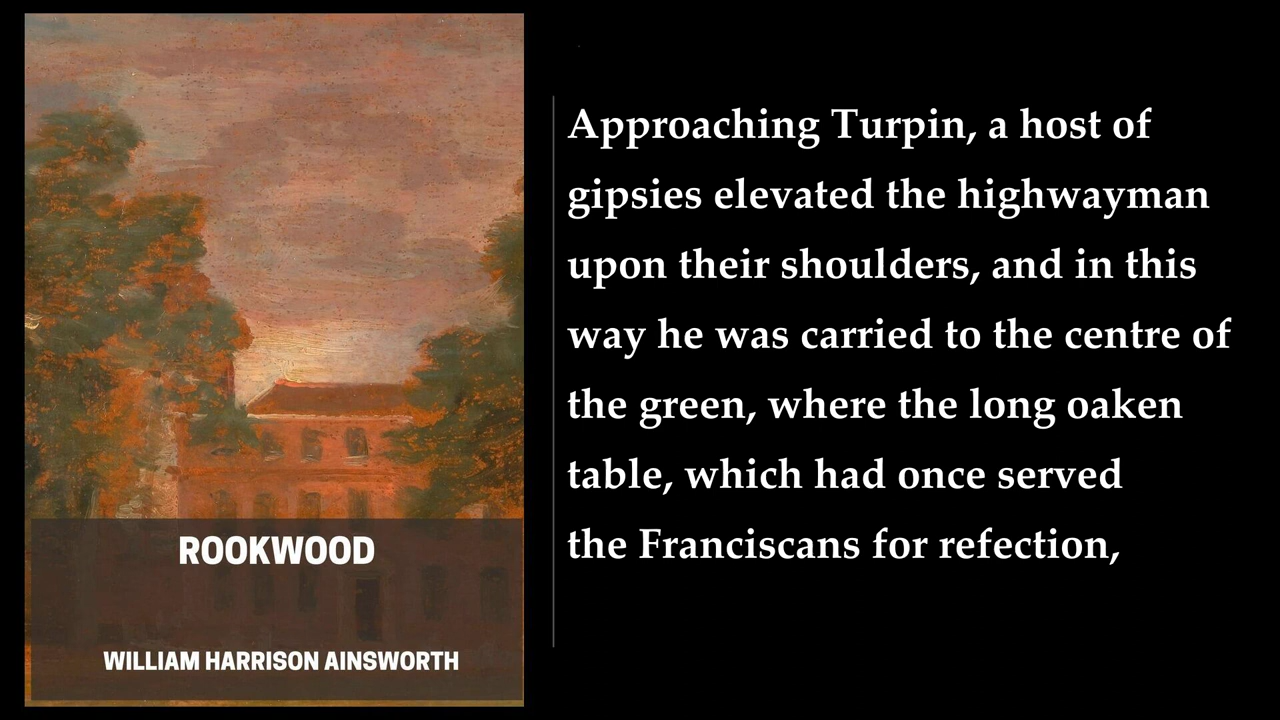 ROOKWOOD
WILLIAM HARRISON AINSWORTH
Approaching Turpin, a host of
gipsies elevated the highwayman
upon their shoulders, and in this
way he was carried to the centre of
the green, where the long oaken
table, which had once served
the Franciscans for refection,